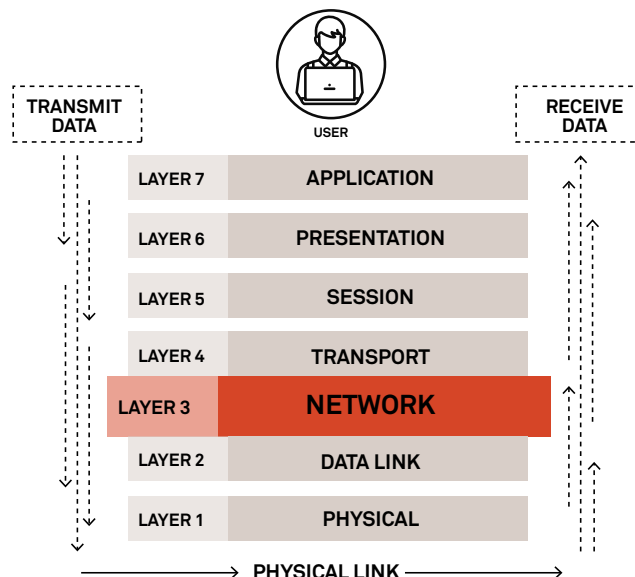 TRANSMIT
DATA
USER
RECEIVE
DATA
LAYER 7 APPLICATION
LAYER 6 PRESENTATION
LAYER 5 SESSION
LAYER 4 TRANSPORT
LAYER 3 NETWORK
LAYER 2 DATA LINK
LAYER 1 PHYSICAL
PHYSICAL LINK